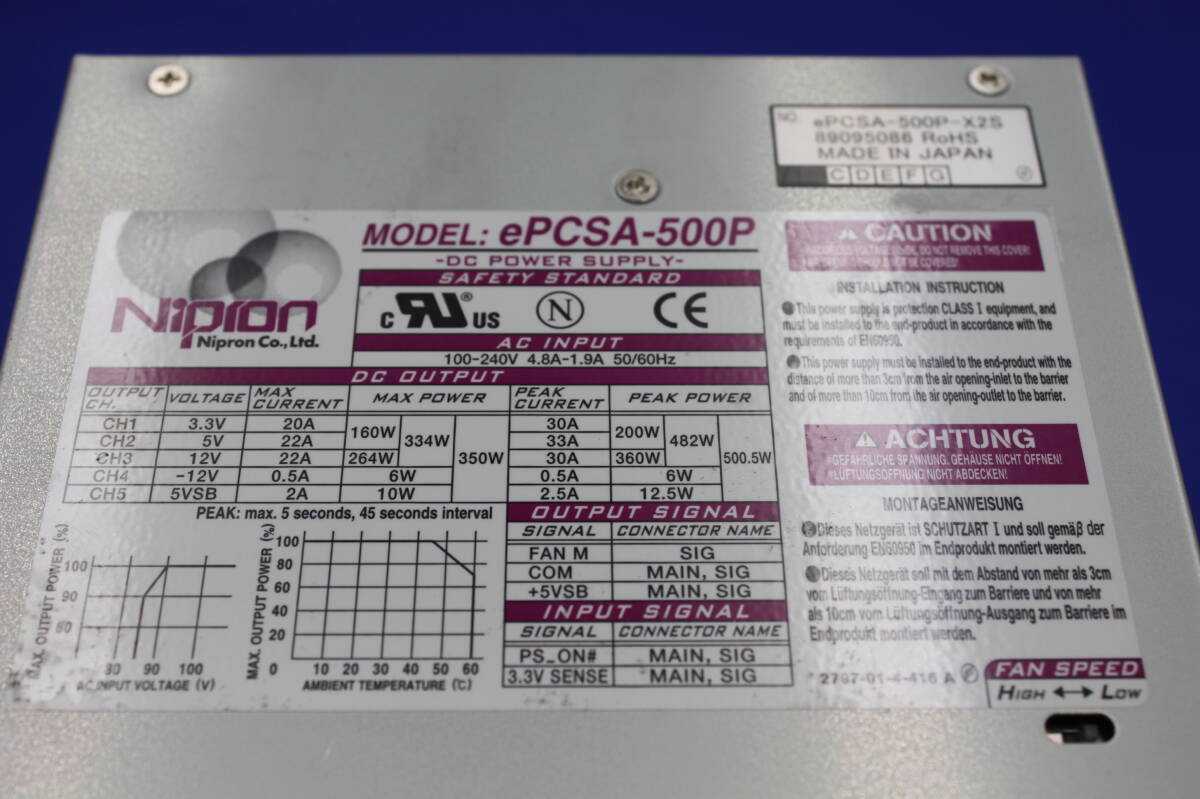 NO. ePCSA-500P-X2S
89095086 RoHS
MADE IN JAPAN
C D E F G
Nipron
Nipron Co., Ltd.
MODEL: ePCSA-500P
-DC POWER SUPPLY-
SAFETY STANDARD
c RU ® US N CE
AC INPUT
100-240V 4.8A-1.9A 50/60Hz
DC OUTPUT
OUTPUT CH. VOLTAGE MAX CURRENT MAX POWER PEAK CURRENT PEAK POWER
CH1 3.3V 20A 160W 334W 350W 30A 200W 482W 500.5W
CH2 5V 22A 33A
CH3 12V 22A 264W 30A 360W
CH4 -12V 0.5A 6W 0.5A 6W
CH5 5VSB 2A 10W 2.5A 12.5W
PEAK: max. 5 seconds, 45 seconds interval
MAX. OUTPUT POWER (%)
100
90
80
80 90 100
AC INPUT VOLTAGE (V)
MAX. OUTPUT POWER (%)
100
80
60
40
20
0 10 20 30 40 50 60
AMBIENT TEMPERATURE (℃)
OUTPUT SIGNAL
SIGNAL CONNECTOR NAME
FAN M SIG
COM MAIN, SIG
+5VSB MAIN, SIG
INPUT SIGNAL
SIGNAL CONNECTOR NAME
PS_ON# MAIN, SIG
3.3V SENSE MAIN, SIG
CAUTION
HAZARDOUS VOLTAGE INSIDE, DO NOT REMOVE THIS COVER!
SHOULD NOT BE COVERED!
INSTALLATION INSTRUCTION
●This power supply is protection CLASS I equipment, and
must be installed to the end-product in accordance with the
requirements of EN60950.
●This power supply must be installed to the end-product with the
distance of more than 3cm from the air opening-inlet to the barrier
and of more than 10cm from the air opening-outlet to the barrier.
ACHTUNG
GEFÄHRLICHE SPANNUNG. GEHÄUSE NICHT ÖFFNEN!
LÜFTUNGSÖFFNUNG NICHT ABDECKEN!
MONTAGEANWEISUNG
●Dieses Netzgerät ist SCHUTZART I und soll gemäß der
Anforderung EN60950 im Endprodukt montiert werden.
●Dieses Netzgerät soll mit dem Abstand von mehr als 3cm
vom Lüftungsöffnung-Eingang zum Barriere und von mehr
als 10cm vom Lüftungsöffnung-Ausgang zum Barriere im
Endprodukt montiert werden.
2797-01-4-416 A
FAN SPEED
HIGH ↔ LOW